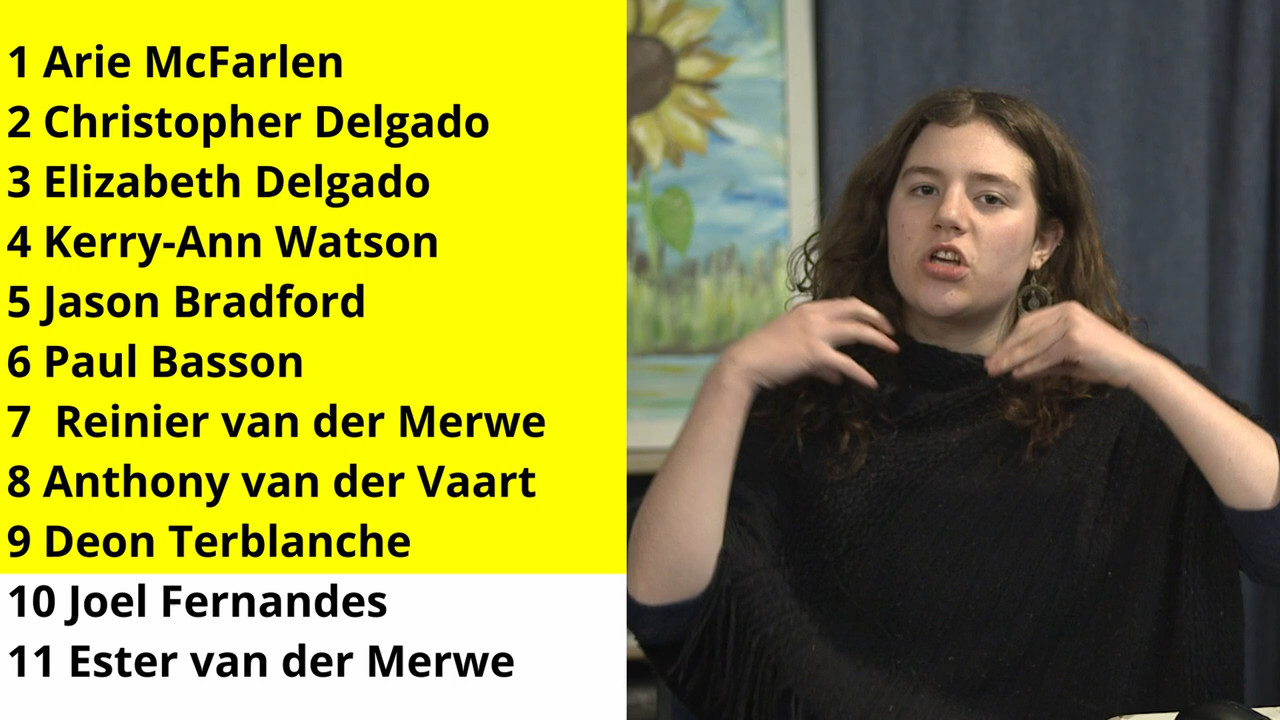 1 Arie McFarlen
2 Christopher Delgado
3 Elizabeth Delgado
4 Kerry-Ann Watson
5 Jason Bradford
6 Paul Basson
7  Reinier van der Merwe
8 Anthony van der Vaart
9 Deon Terblanche
10 Joel Fernandes
11 Ester van der Merwe